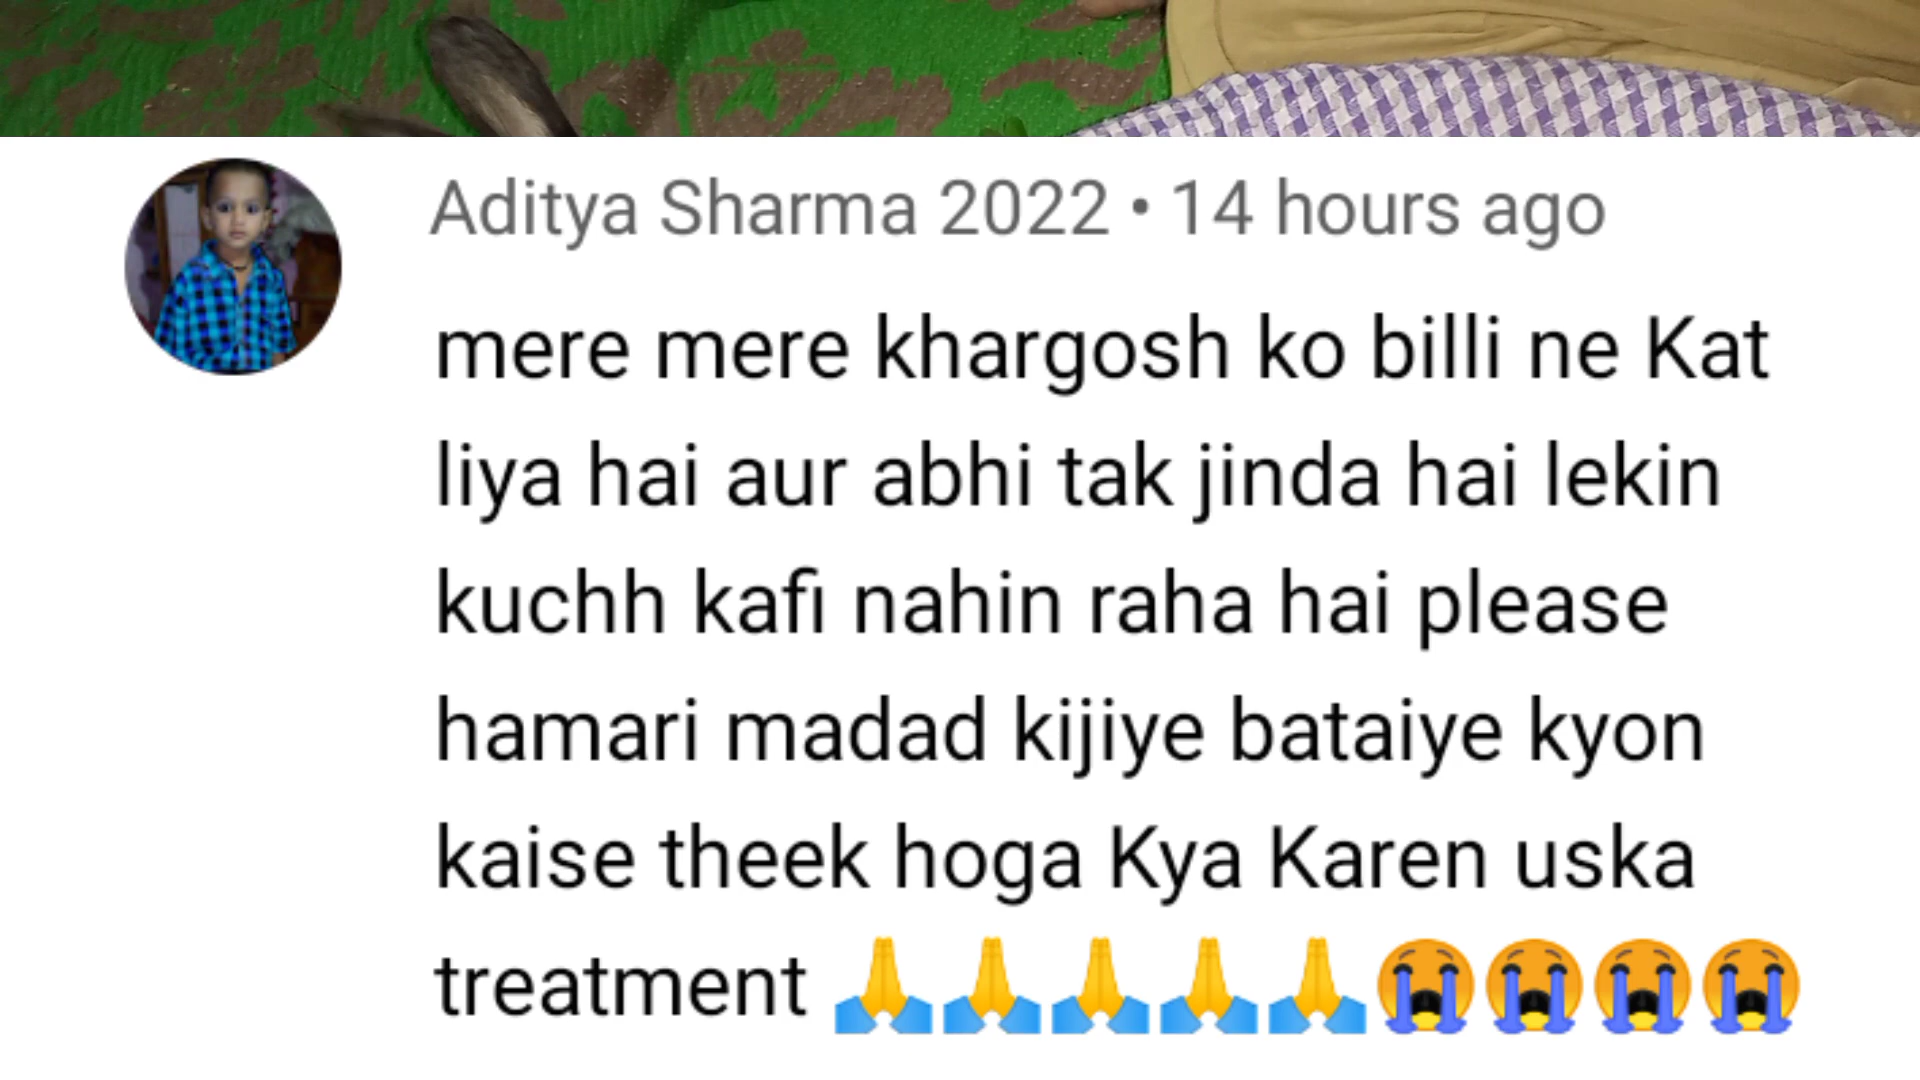 Aditya Sharma 2022 • 14 hours ago
mere mere khargosh ko billi ne Kat
liya hai aur abhi tak jinda hai lekin
kuchh kafi nahin raha hai please
hamari madad kijiye bataiye kyon
kaise theek hoga Kya Karen uska
treatment 🙏🙏🙏🙏🙏😭😭😭😭